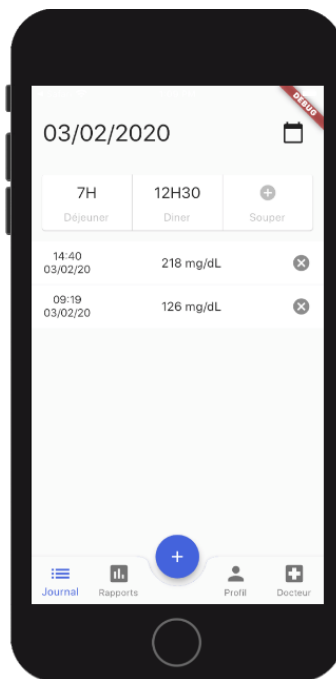 DEBUG
03/02/2020
7H 12H30
Déjeuner Diner Souper
14:40
03/02/20
218 mg/dL
09:19
03/02/20
126 mg/dL
Journal Rapports Profil Docteur